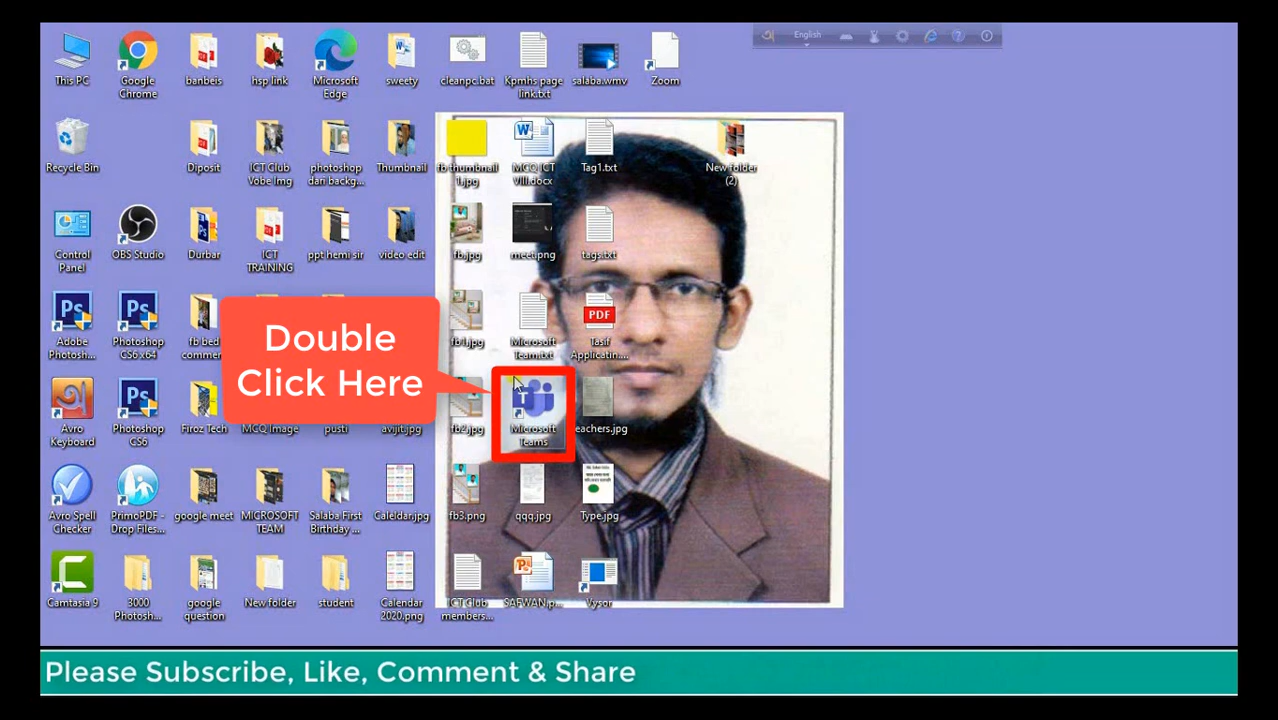 English
This PC
Google
Chrome
banbeis
hsp link
Microsoft
Edge
sweety
cleanpc.bat
Kpmhs page
link.txt
salaba.wmv
Zoom
Recycle Bin
Diposit
ICT Club
Vobe Img
photoshop
dari backg...
Thumbnail
fb thumbnail
1.jpg
MCQ ICT
VIII.docx
Tag1.txt
New folder
(2)
Control
Panel
OBS Studio
Durbar
ICT
TRAINING
ppt hemi sir
video edit
fb.jpg
meet.png
tags.txt
Adobe
Photosh...
Photoshop
CS6 x64
fb bed
comme
fb1.jpg
Microsoft
Team.txt
PDF
Tasif
Applicatin....
Double
Click Here
Avro
Keyboard
Photoshop
CS6
Firoz Tech
MCQ Image
pusti
avijit.jpg
fb2.jpg
Microsoft
Teams
eachers.jpg
Avro Spell
Checker
PrimoPDF -
Drop Files...
google meet
MICROSOFT
TEAM
Salaba First
Birthday ...
Caleldar.jpg
fb3.png
qqq.jpg
Type.jpg
Camtasia 9
3000
Photosh...
google
question
New folder
student
Calendar
2020.png
ICT Club
members...
SAFWAN.p...
Vysor
Please Subscribe, Like, Comment & Share